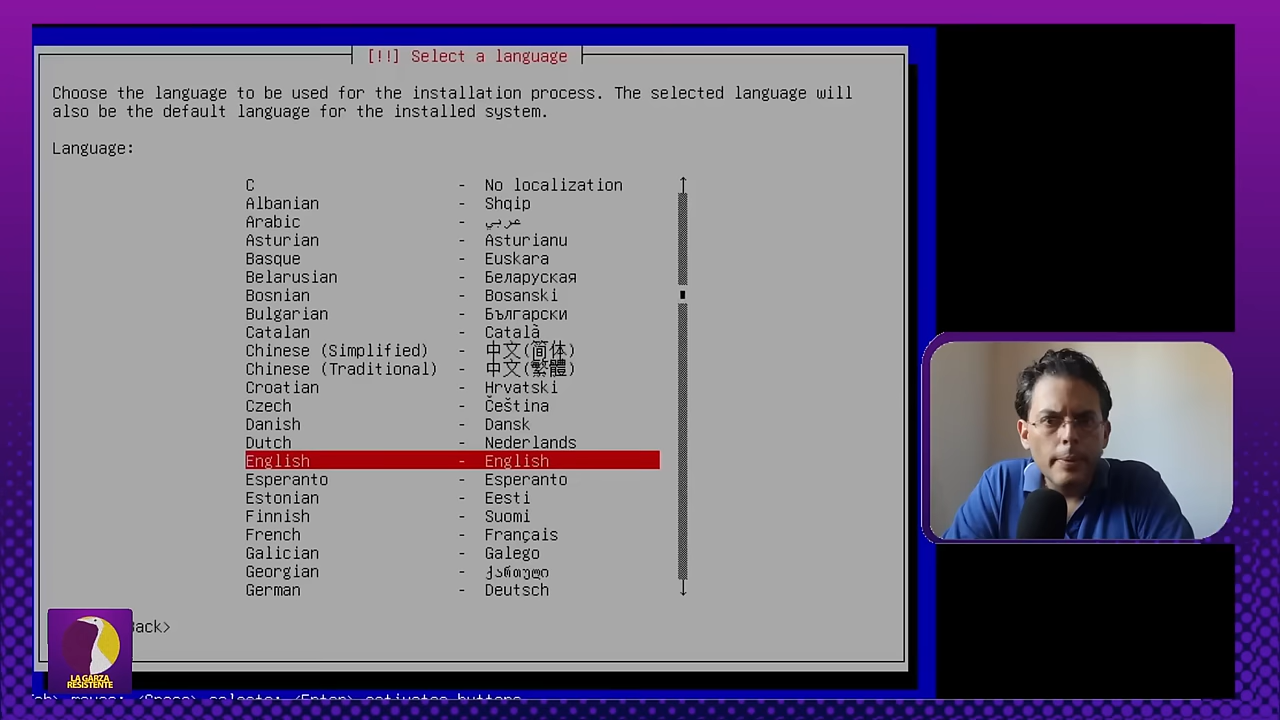 [!!] Select a language
Choose the language to be used for the installation process. The selected language will
also be the default language for the installed system.
Language:
C - No localization
Albanian - Shqip
Arabic - عربي
Asturian - Asturianu
Basque - Euskara
Belarusian - Беларуская
Bosnian - Bosanski
Bulgarian - Български
Catalan - Català
Chinese (Simplified) - 中文(简体)
Chinese (Traditional) - 中文(繁體)
Croatian - Hrvatski
Czech - Čeština
Danish - Dansk
Dutch - Nederlands
English - English
Esperanto - Esperanto
Estonian - Eesti
Finnish - Suomi
French - Français
Galician - Galego
Georgian - ქართული
German - Deutsch
Back>
LA GARZA
RESISTENTE